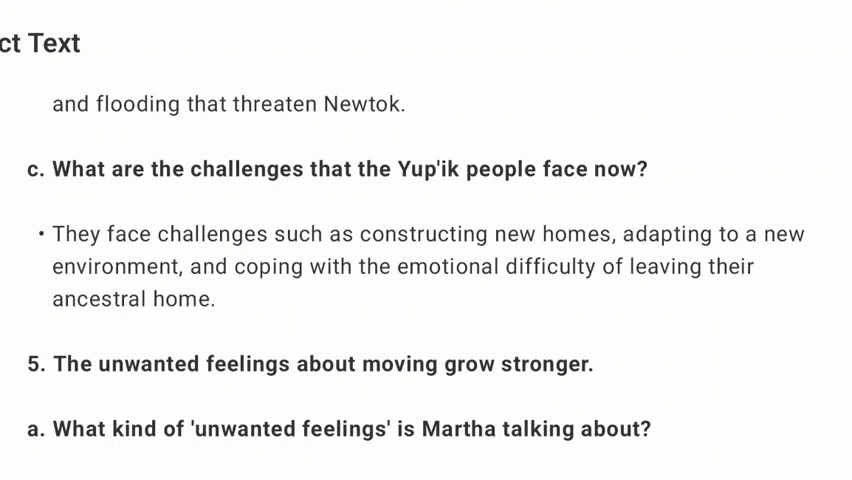 ct Text
and flooding that threaten Newtok.
c. What are the challenges that the Yup'ik people face now?
• They face challenges such as constructing new homes, adapting to a new
environment, and coping with the emotional difficulty of leaving their
ancestral home.
5. The unwanted feelings about moving grow stronger.
a. What kind of 'unwanted feelings' is Martha talking about?